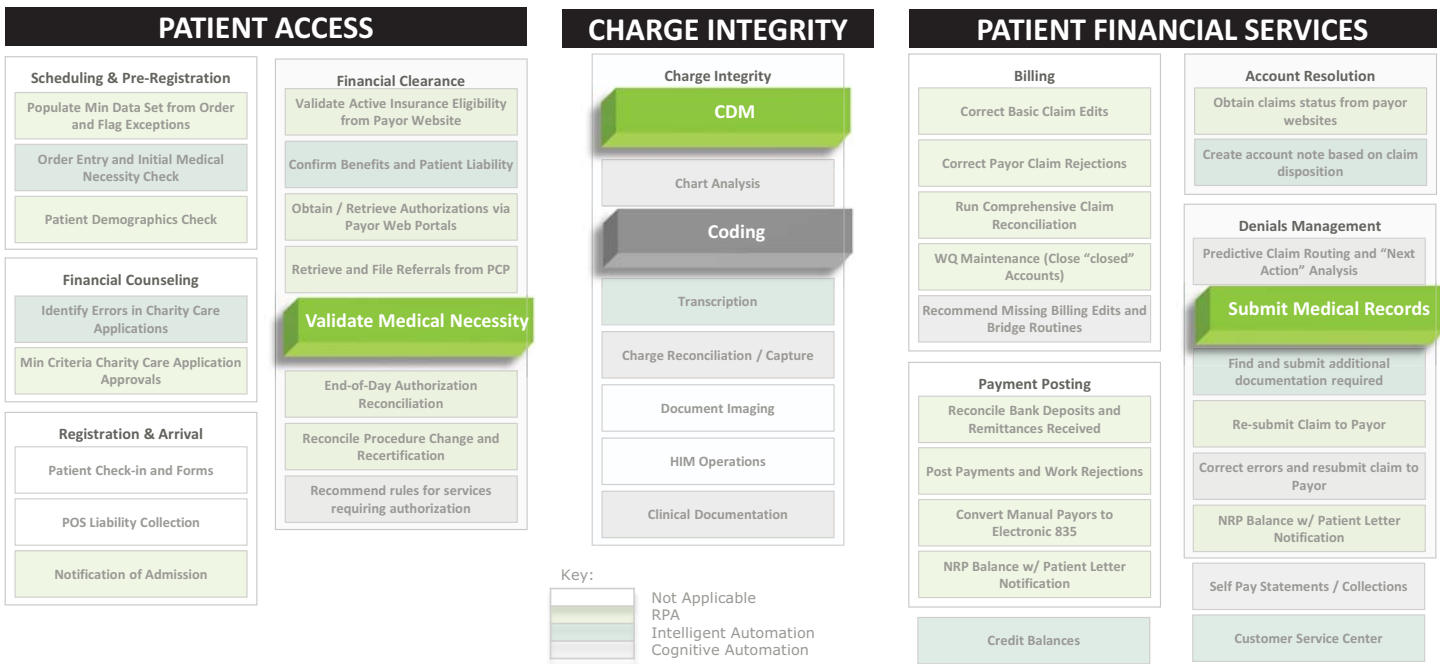 PATIENT ACCESS
Scheduling & Pre-Registration
Populate Min Data Set from Order
and Flag Exceptions
Order Entry and Initial Medical
Necessity Check
Patient Demographics Check
Financial Counseling
Identify Errors in Charity Care
Applications
Min Criteria Charity Care Application
Approvals
Registration & Arrival
Patient Check-in and Forms
POS Liability Collection
Notification of Admission
Financial Clearance
Validate Active Insurance Eligibility
from Payor Website
Confirm Benefits and Patient Liability
Obtain / Retrieve Authorizations via
Payor Web Portals
Retrieve and File Referrals from PCP
Validate Medical Necessity
End-of-Day Authorization
Reconciliation
Reconcile Procedure Change and
Recertification
Recommend rules for services
requiring authorization
CHARGE INTEGRITY
Charge Integrity
CDM
Chart Analysis
Coding
Transcription
Charge Reconciliation / Capture
Document Imaging
HIM Operations
Clinical Documentation
Key:
Not Applicable
RPA
Intelligent Automation
Cognitive Automation
PATIENT FINANCIAL SERVICES
Billing
Correct Basic Claim Edits
Correct Payor Claim Rejections
Run Comprehensive Claim
Reconciliation
WQ Maintenance (Close “closed”
Accounts)
Recommend Missing Billing Edits and
Bridge Routines
Payment Posting
Reconcile Bank Deposits and
Remittances Received
Post Payments and Work Rejections
Convert Manual Payors to
Electronic 835
NRP Balance w/ Patient Letter
Notification
Credit Balances
Account Resolution
Obtain claims status from payor
websites
Create account note based on claim
disposition
Denials Management
Predictive Claim Routing and “Next
Action” Analysis
Submit Medical Records
Find and submit additional
documentation required
Re-submit Claim to Payor
Correct errors and resubmit claim to
Payor
NRP Balance w/ Patient Letter
Notification
Self Pay Statements / Collections
Customer Service Center